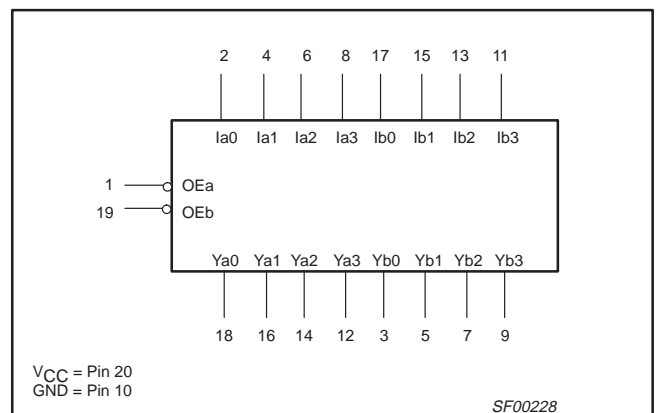 2 4 6 8 17 15 13 11
Ia0 Ia1 Ia2 Ia3 Ib0 Ib1 Ib2 Ib3
1 OEa
19 OEb
Ya0 Ya1 Ya2 Ya3 Yb0 Yb1 Yb2 Yb3
18 16 14 12 3 5 7 9
VCC = Pin 20
GND = Pin 10
SF00228